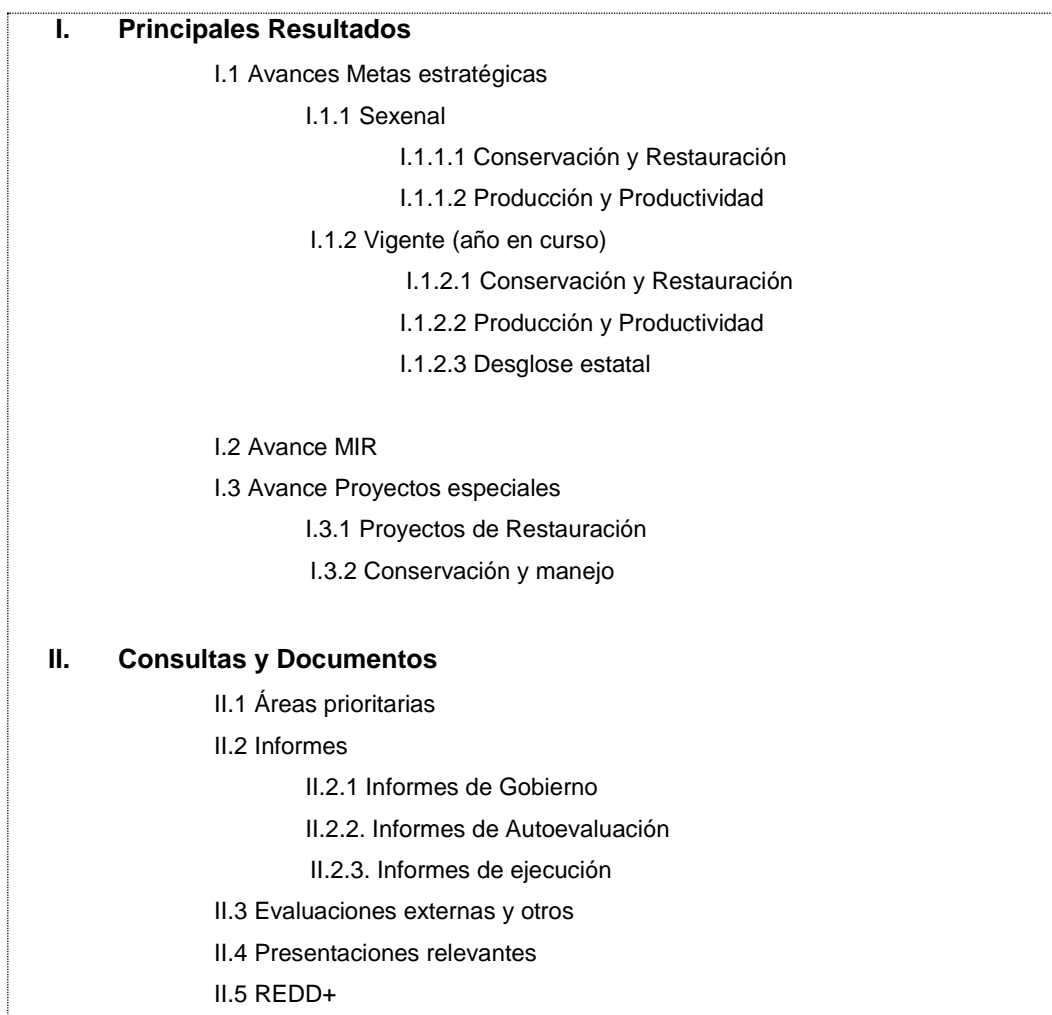 I. Principales Resultados
I.1 Avances Metas estratégicas
I.1.1 Sexenal
I.1.1.1 Conservación y Restauración
I.1.1.2 Producción y Productividad
I.1.2 Vigente (año en curso)
I.1.2.1 Conservación y Restauración
I.1.2.2 Producción y Productividad
I.1.2.3 Desglose estatal
I.2 Avance MIR
I.3 Avance Proyectos especiales
I.3.1 Proyectos de Restauración
I.3.2 Conservación y manejo
II. Consultas y Documentos
II.1 Áreas prioritarias
II.2 Informes
II.2.1 Informes de Gobierno
II.2.2. Informes de Autoevaluación
II.2.3. Informes de ejecución
II.3 Evaluaciones externas y otros
II.4 Presentaciones relevantes
II.5 REDD+